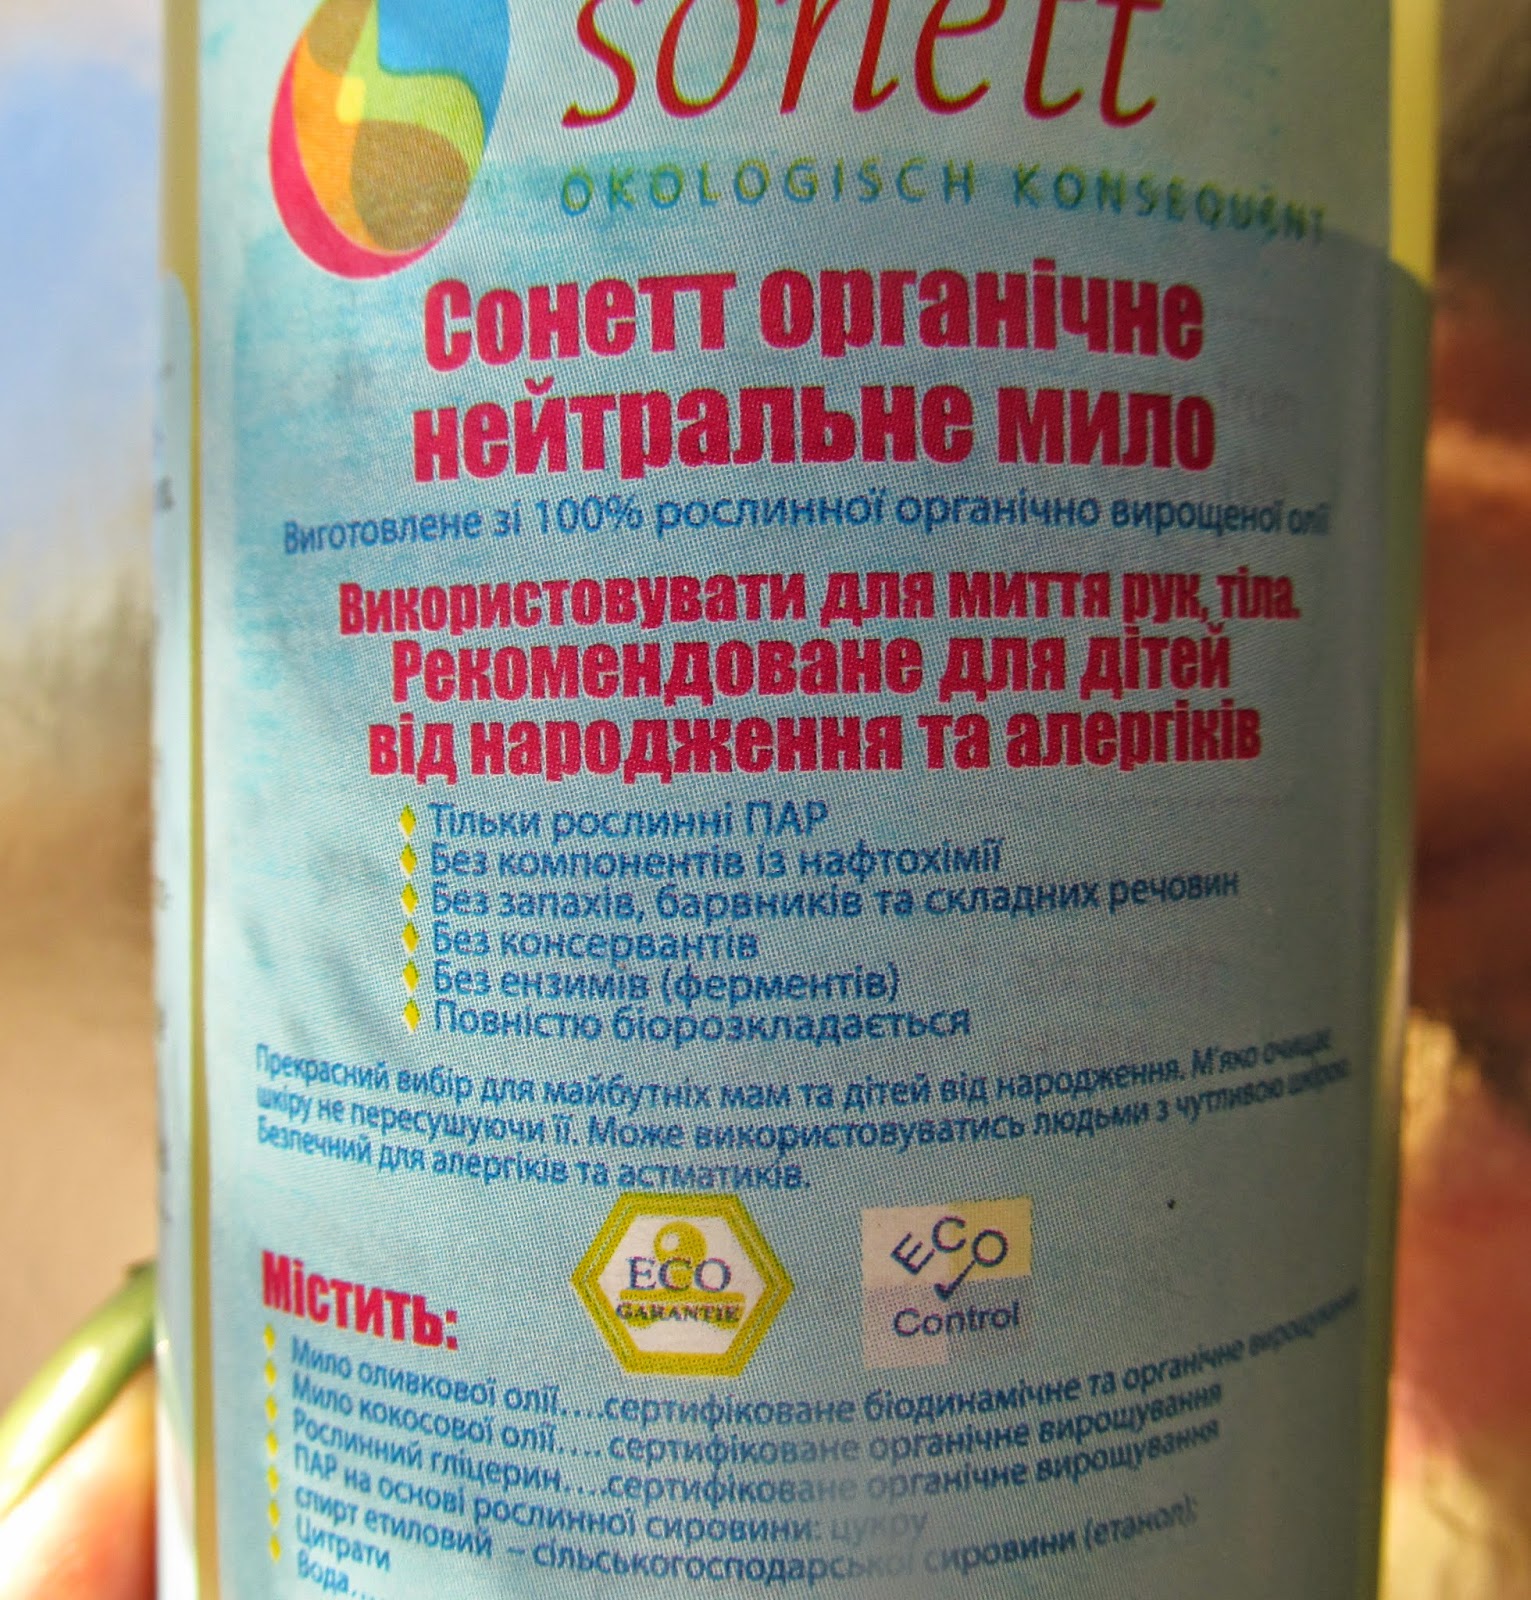 sonett
OKOLOGISCH KONSEQUENT
Сонетт органічне
нейтральне мило
Виготовлене зі 100% рослинної органічно вирощеної олії
Використовувати для миття рук, тіла.
Рекомендоване для дітей
від народження та алергіків
Тільки рослинні ПАР
Без компонентів із нафтохімії
Без запахів, барвників та складних речовин
Без консервантів
Без ензимів (ферментів)
Повністю біорозкладається
Прекрасний вибір для майбутніх мам та дітей від народження. М'яко очищає
шкіру не пересушуючи її. Може використовуватись людьми з чутливою шкірою.
Безпечний для алергіків та астматиків.
ECO
GARANTIE
ECO
Control
Містить:
Мило оливкової олії....сертифіковане біодинамічне та органічне вирощування
Мило кокосової олії.... сертифіковане органічне вирощування
Рослинний гліцерин....сертифіковане органічне вирощування
ПАР на основі рослинної сировини: цукру
спирт етиловий – сільськогосподарської сировини (етанол);
Цитрати
Вода...